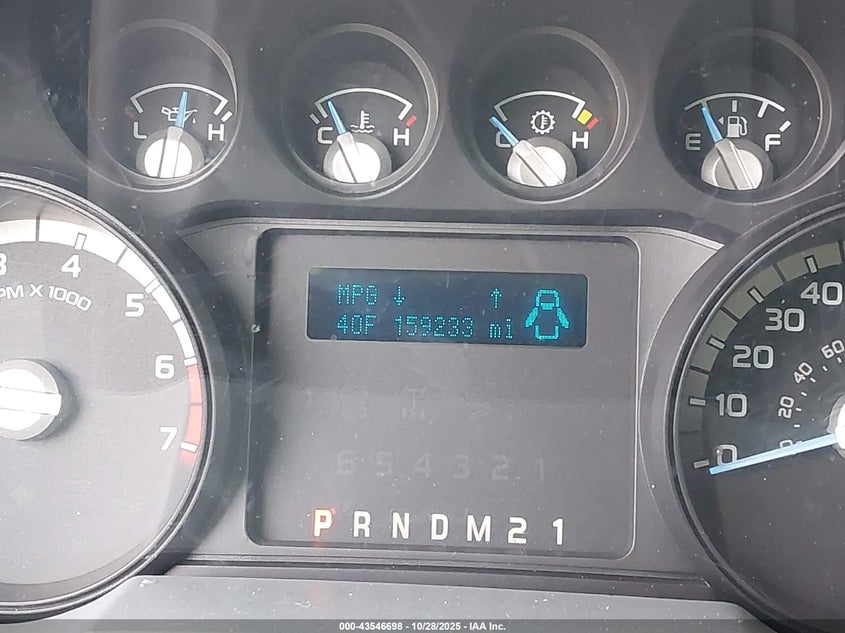 L H
C H
C H
E F
3 4 5 6 7
PM X 1000
MPG ↓ ↑
40F 159233 mi
0 10 20 30 40
20 40 60
6 5 4 3 2 1
P R N D M 2 1
000-43546698 - 10/28/2025 - IAA Inc.